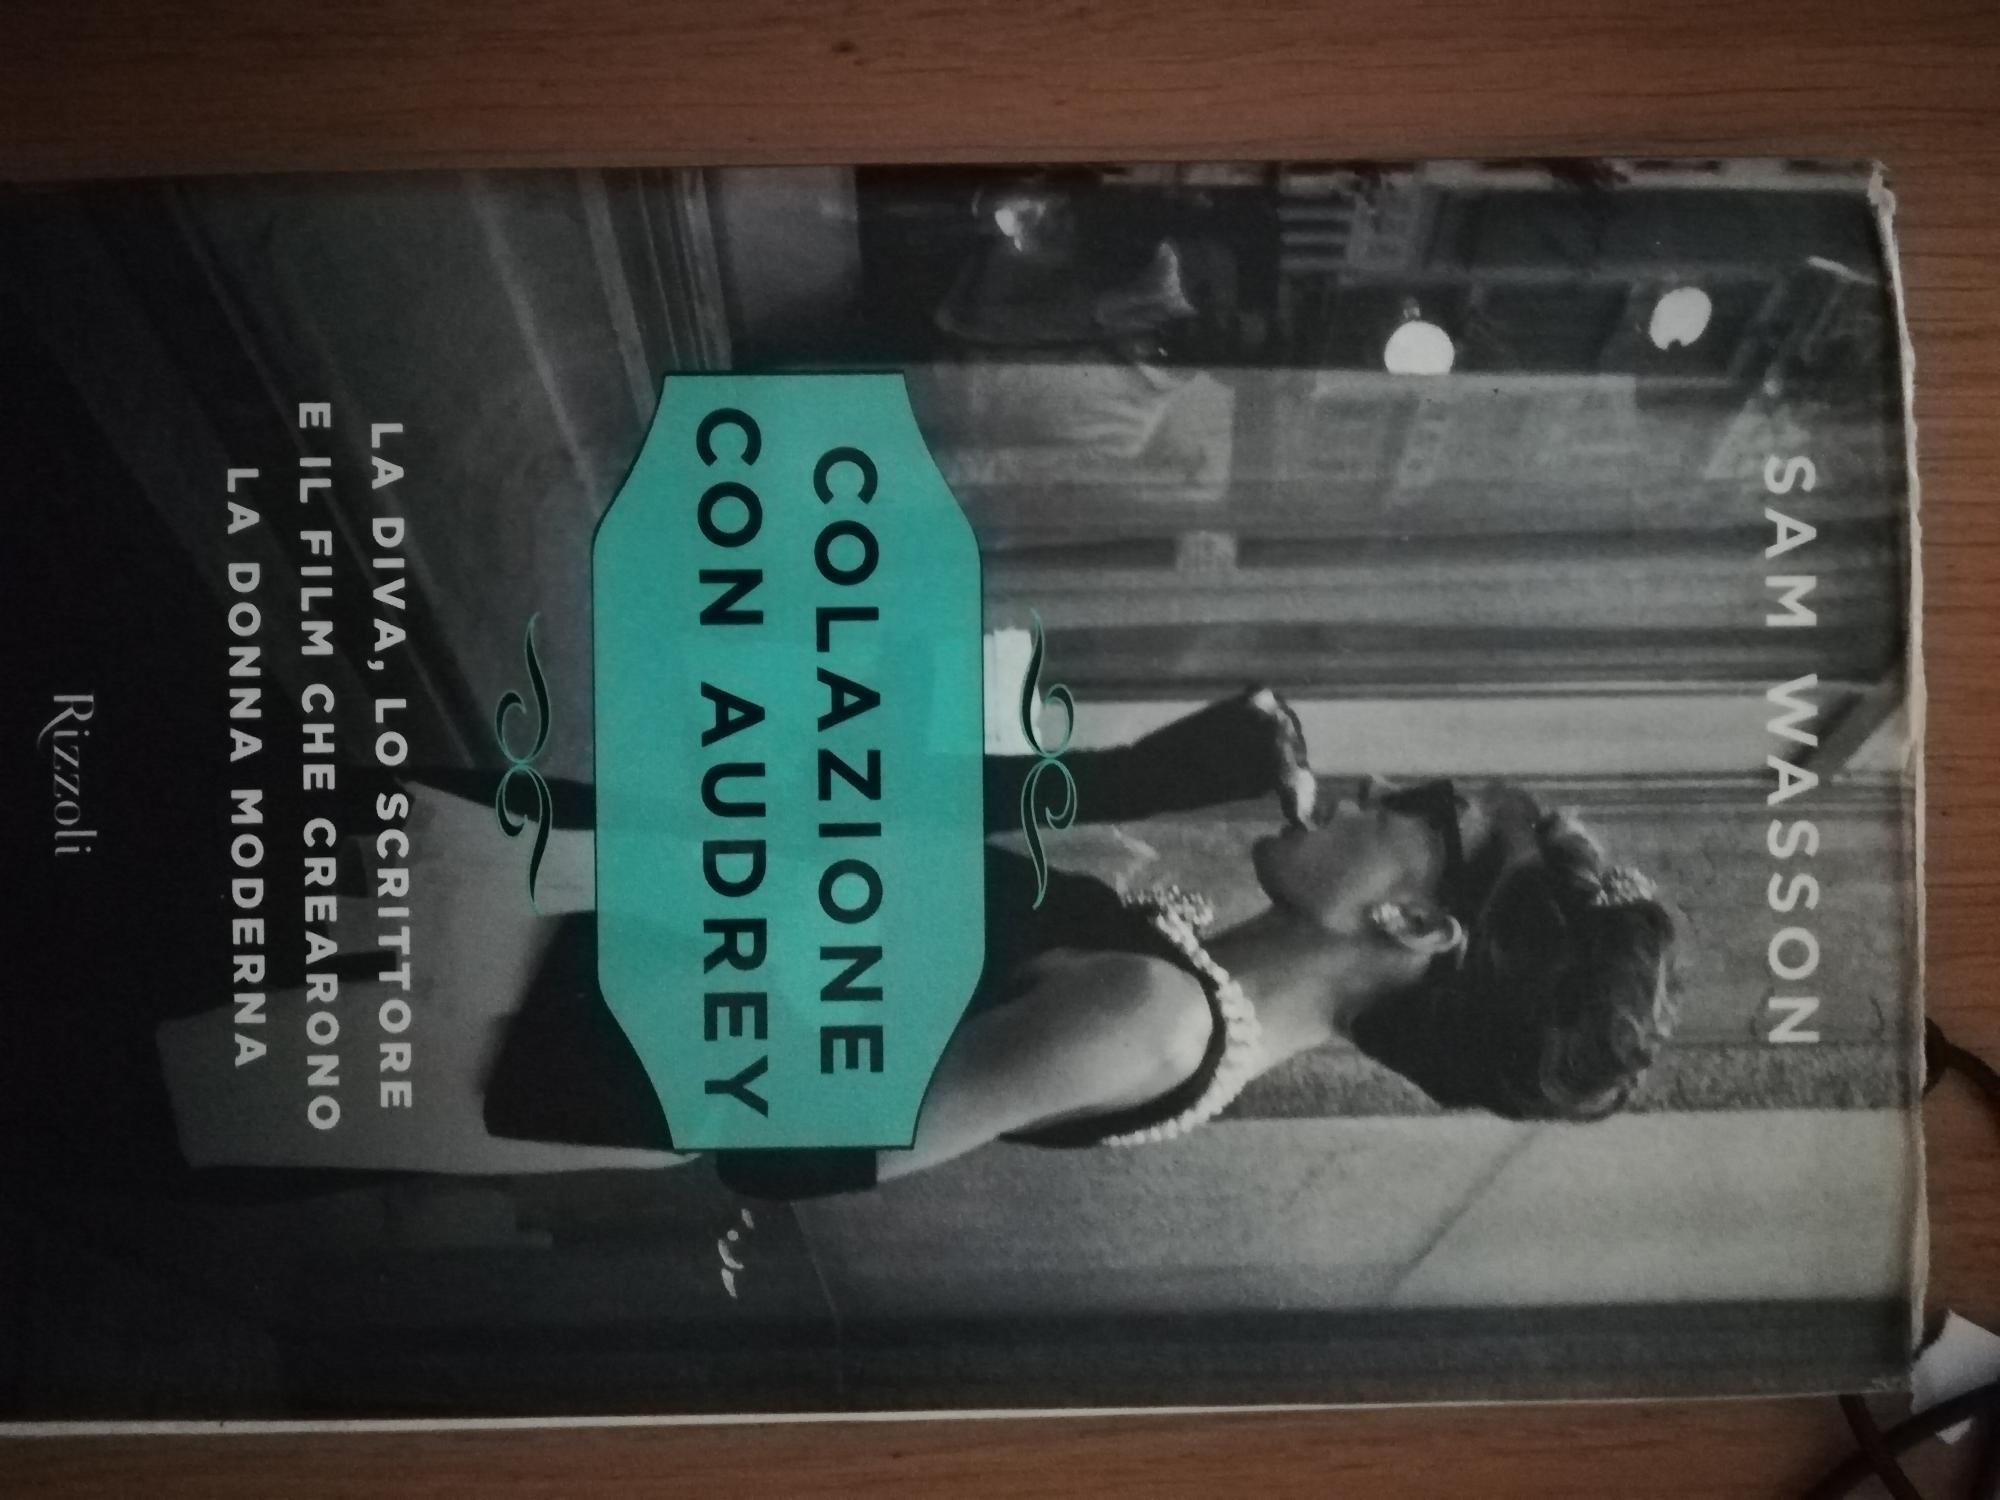 SAM WASSON
COLAZIONE
CON AUDREY
LA DIVA, LO SCRITTORE
E IL FILM CHE CREARONO
LA DONNA MODERNA
Rizzoli